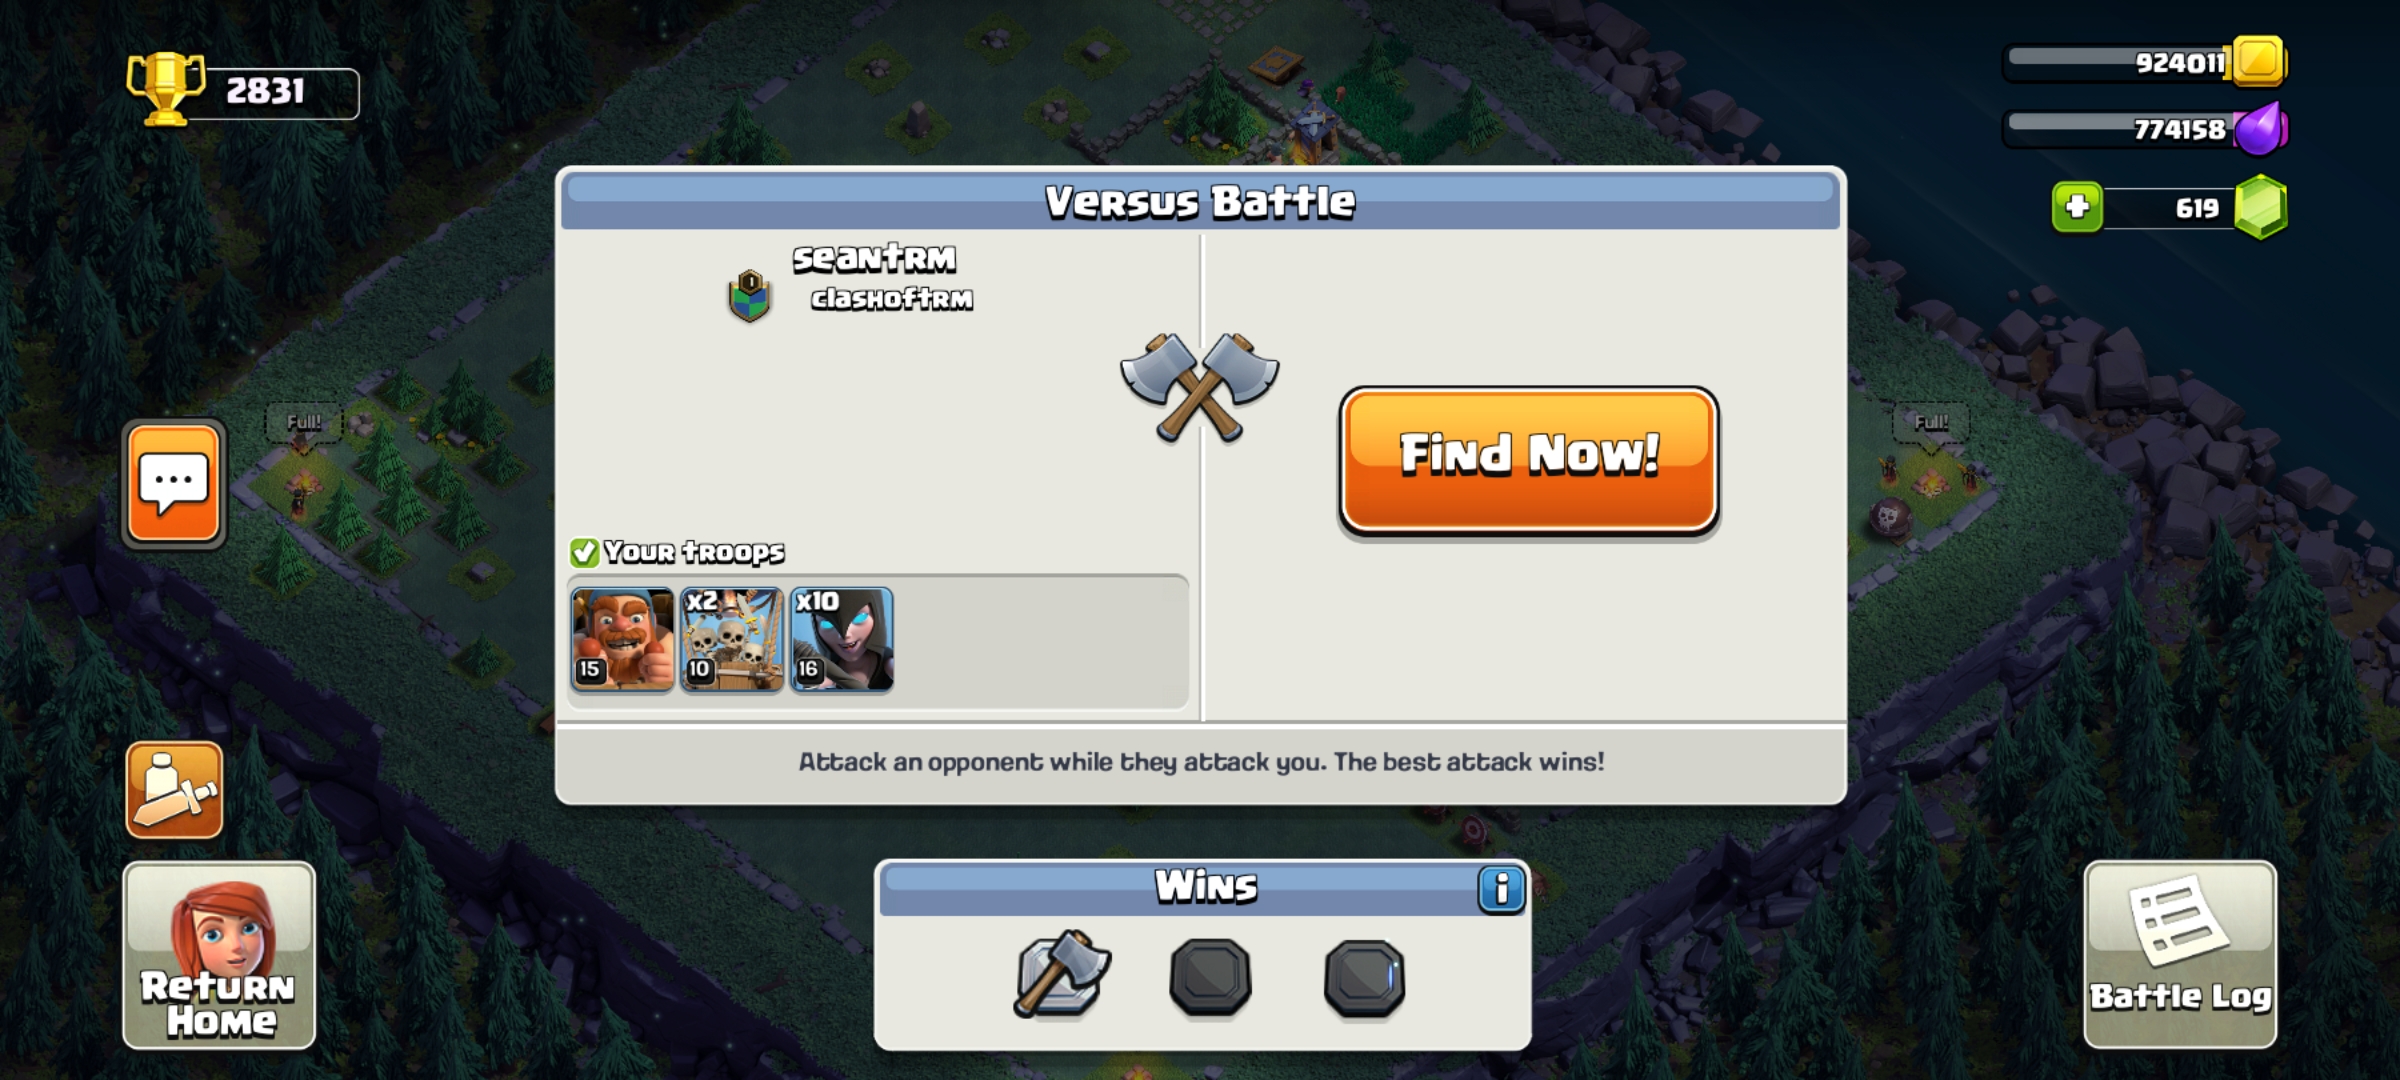 2831
924011
774158
619
Versus Battle
seantrm
clashoftrm
1
Full!
Full!
Find Now!
Your troops
15
x2
10
x10
16
Attack an opponent while they attack you. The best attack wins!
Wins
i
Return
Home
Battle Log